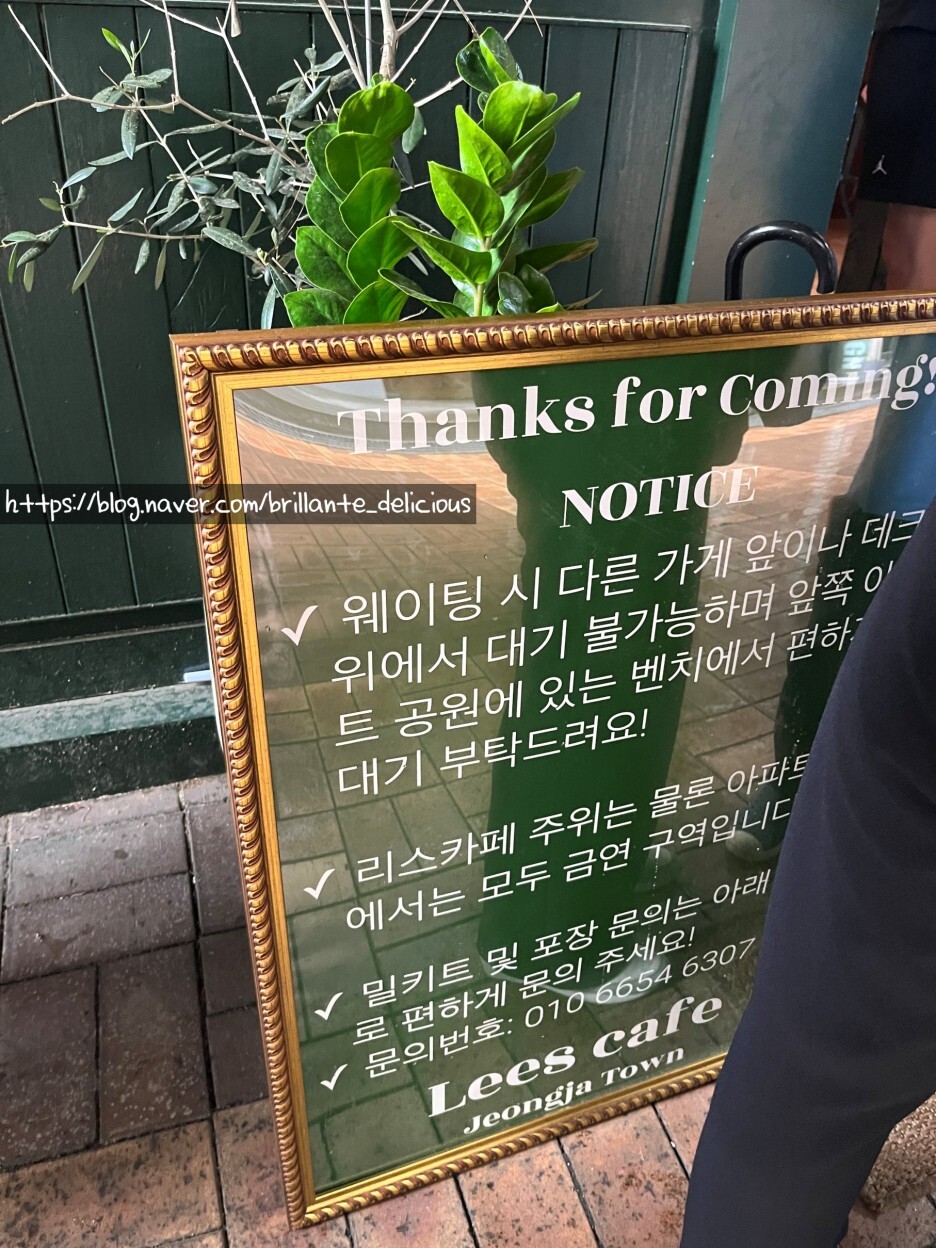 Thanks for Coming!
NOTICE
https://blog.naver.com/brillante_delicious
✓ 웨이팅 시 다른 가게 앞이나 데크
위에서 대기 불가능하며 앞쪽
트 공원에 있는 벤치에서 편하게
대기 부탁드려요!
✓ 리스카페 주위는 물론 아파트
에서는 모두 금연 구역입니다
✓ 밀키트 및 포장 문의는 아래
로 편하게 문의 주세요!
✓ 문의번호: 010 6654 6307
Lees cafe
Jeongja Town